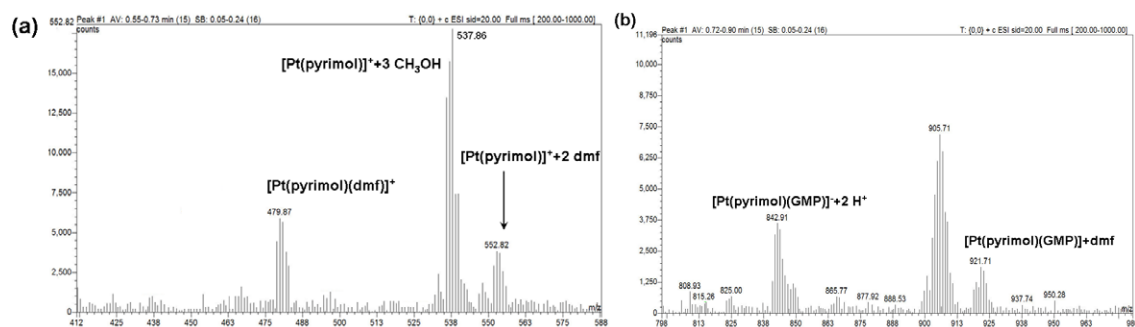 (a)
Peak #1 AV: 0.55-0.73 min (15) SB: 0.05-0.24 (16)
T: {0,0} + c ESI sid=20.00 Full ms [ 200.00-1000.00]
552.82
counts
537.86
[Pt(pyrimol)]⁺+3 CH₃OH
15,000
12,500
10,000
[Pt(pyrimol)]⁺+2 dmf
7,500
[Pt(pyrimol)(dmf)]⁺
479.87
5,000
552.82
2,500
0
m/z
412 425 438 450 463 475 488 500 513 525 538 550 563 575 588
(b)
Peak #1 AV: 0.72-0.90 min (15) SB: 0.05-0.24 (16)
T: {0,0} + c ESI sid=20.00 Full ms [ 200.00-1000.00]
11,196
counts
10,000
8,750
7,500
905.71
6,250
5,000
[Pt(pyrimol)(GMP)]⁻+2 H⁺
3,750
842.91
[Pt(pyrimol)(GMP)]+dmf
2,500
921.71
1,250
808.93
815.26
825.00
865.77
877.92
888.53
937.74
950.28
0
m/z
798 813 825 838 850 863 875 888 900 913 925 938 950 963